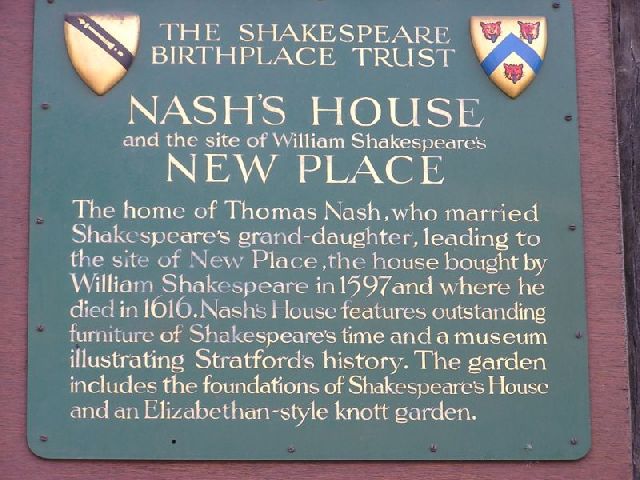 THE SHAKESPEARE
BIRTHPLACE TRUST
NASH'S HOUSE
and the site of William Shakespeare's
NEW PLACE
The home of Thomas Nash, who married
Shakespeare's grand-daughter, leading to
the site of New Place, the house bought by
William Shakespeare in 1597 and where he
died in 1616. Nash's House features outstanding
furniture of Shakespeare's time and a museum
illustrating Stratford's history. The garden
includes the foundations of Shakespeare's House
and an Elizabethan-style knott garden.